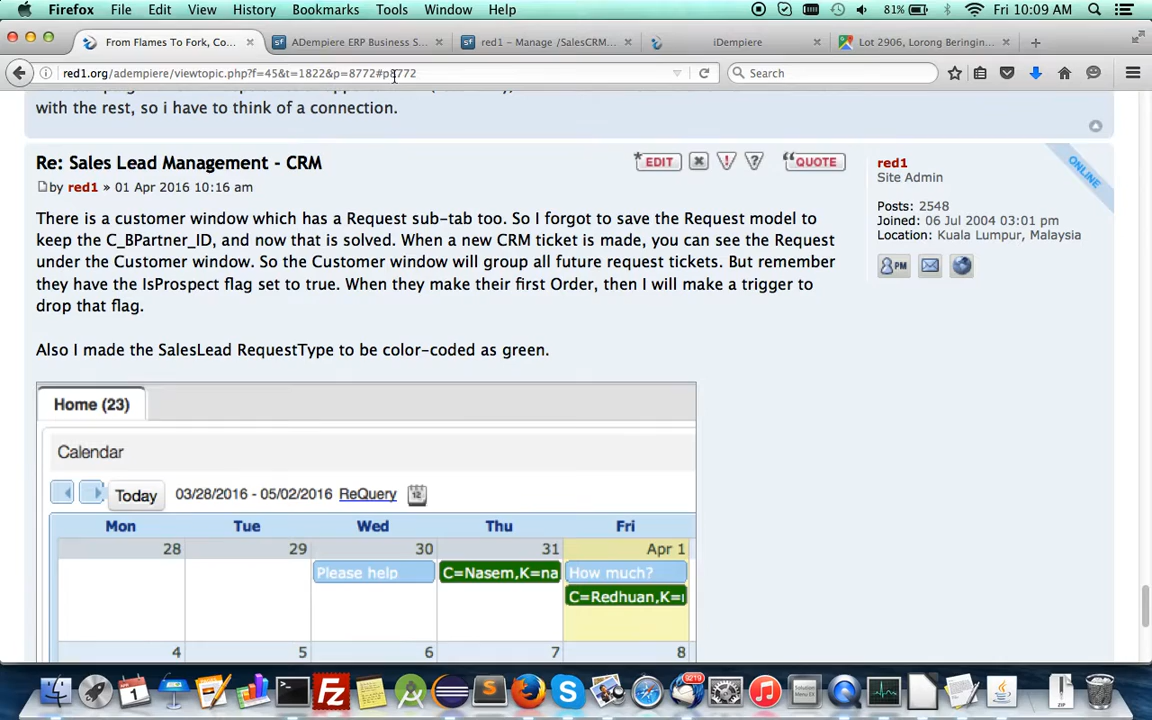 Firefox File Edit View History Bookmarks Tools Window Help 81% Fri 10:09 AM
From Flames To Fork, Co... ADempiere ERP Business S... red1 – Manage /SalesCRM... iDempiere Lot 2906, Lorong Beringin...
red1.org/adempiere/viewtopic.php?f=45&t=1822&p=8772#p8772 Search
with the rest, so i have to think of a connection.
Re: Sales Lead Management - CRM
EDIT QUOTE
by red1 » 01 Apr 2016 10:16 am
There is a customer window which has a Request sub-tab too. So I forgot to save the Request model to
keep the C_BPartner_ID, and now that is solved. When a new CRM ticket is made, you can see the Request
under the Customer window. So the Customer window will group all future request tickets. But remember
they have the IsProspect flag set to true. When they make their first Order, then I will make a trigger to
drop that flag.
Also I made the SalesLead RequestType to be color-coded as green.
red1
Site Admin
Posts: 2548
Joined: 06 Jul 2004 03:01 pm
Location: Kuala Lumpur, Malaysia
PM
ONLINE
Home (23)
Calendar
Today 03/28/2016 - 05/02/2016 ReQuery
Mon Tue Wed Thu Fri
28 29 30 31 Apr 1
Please help C=Nasem,K=na How much?
C=Redhuan,K=
4 5 6 7 8
9219
ZIP